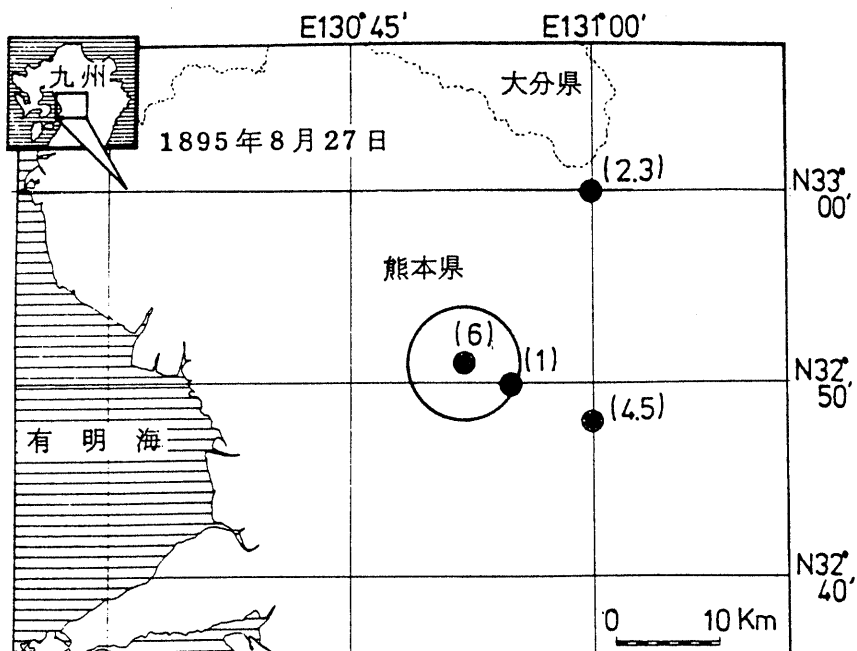 E130°45′ E131°00′
九州
大分県
1895年8月27日
(2.3)
N33°
00′
熊本県
(6)
(1)
N32°
50′
(4.5)
有明海
N32°
40′
0 10 Km